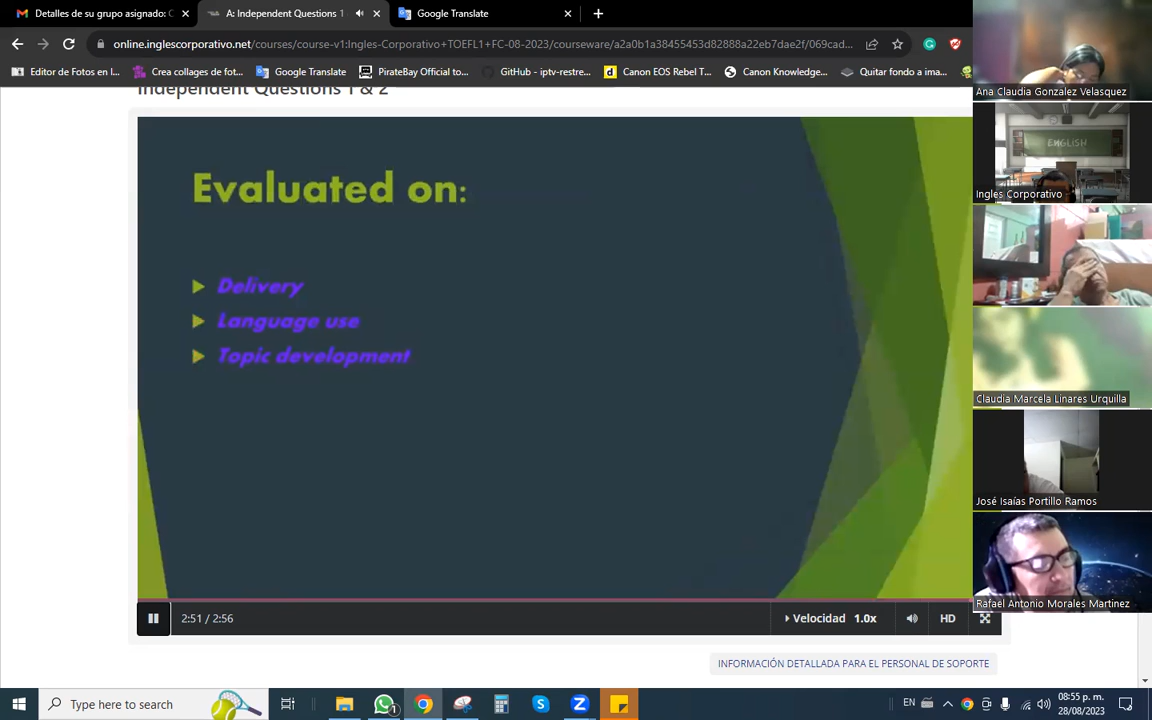 Detalles de su grupo asignado: C
A: Independent Questions 1
Google Translate
online.inglescorporativo.net/courses/course-v1:Ingles-Corporativo+TOEFL1+FC-08-2023/courseware/a2a0b1a38455453d82888a22eb7dae2f/069cad...
Editor de Fotos en l...
Crea collages de fot...
Google Translate
PirateBay Official to...
GitHub - iptv-restre...
Canon EOS Rebel T...
Canon Knowledge...
Quitar fondo a ima...
Independent Questions 1 & 2
Evaluated on:
Delivery
Language use
Topic development
2:51 / 2:56
Velocidad 1.0x
HD
INFORMACIÓN DETALLADA PARA EL PERSONAL DE SOPORTE
Ana Claudia Gonzalez Velasquez
ENGLISH
Ingles Corporativo
Claudia Marcela Linares Urquilla
José Isaías Portillo Ramos
Rafael Antonio Morales Martinez
Type here to search
1
EN
08:55 p. m.
28/08/2023